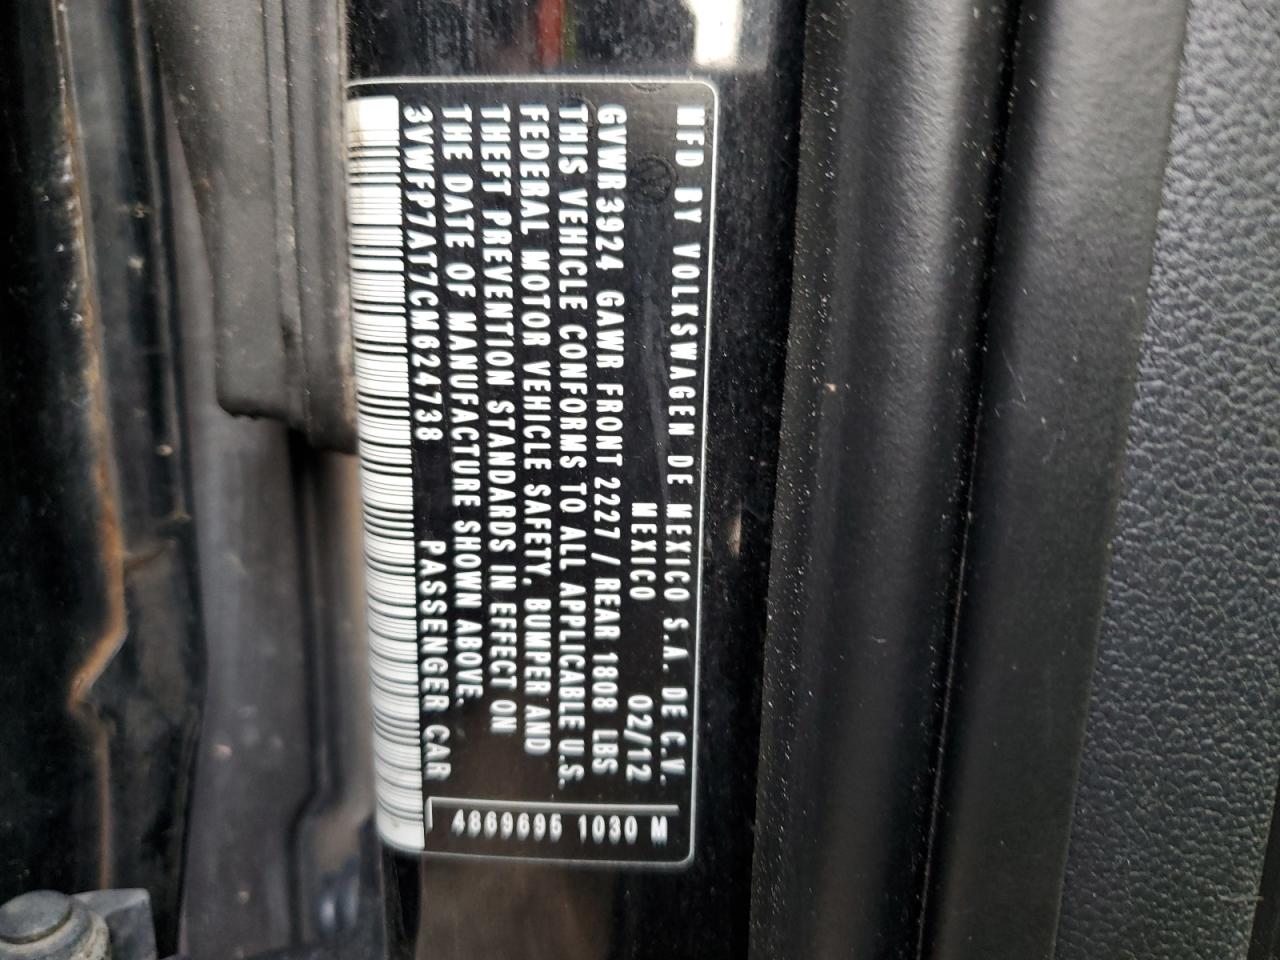 MFD BY VOLKSWAGEN DE MEXICO S.A. DE C.V.
MEXICO 02/12
GVWR 3924 GAWR FRONT 2227 / REAR 1808 LBS
THIS VEHICLE CONFORMS TO ALL APPLICABLE U.S.
FEDERAL MOTOR VEHICLE SAFETY, BUMPER AND
THEFT PREVENTION STANDARDS IN EFFECT ON
THE DATE OF MANUFACTURE SHOWN ABOVE.
3VWFP7AT7CM624738 PASSENGER CAR
4869695 1030 M